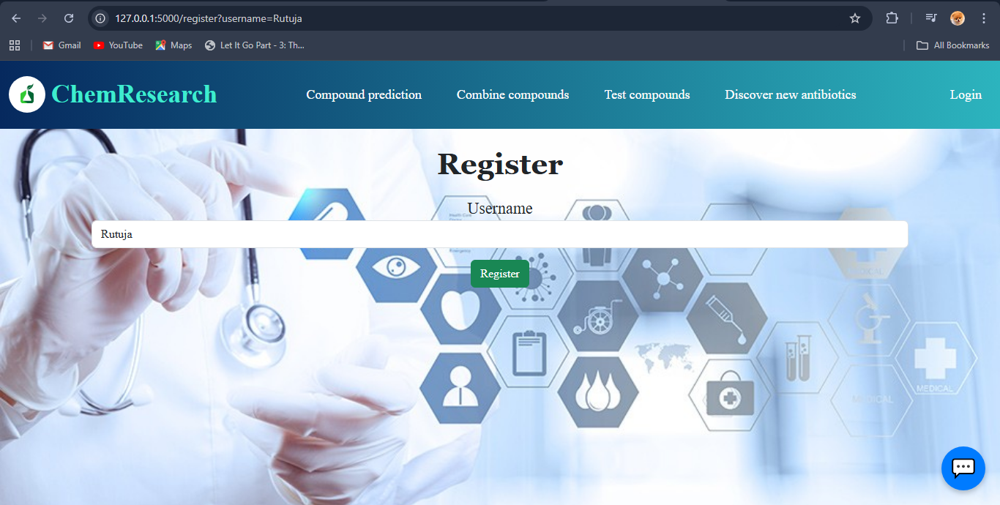 127.0.0.1:5000/register?username=Rutuja
Gmail
YouTube
Maps
Let It Go Part - 3: Th...
All Bookmarks
ChemResearch
Compound prediction
Combine compounds
Test compounds
Discover new antibiotics
Login
Register
Username
Rutuja
Register
MEDICAL
MEDICAL
MEDICAL